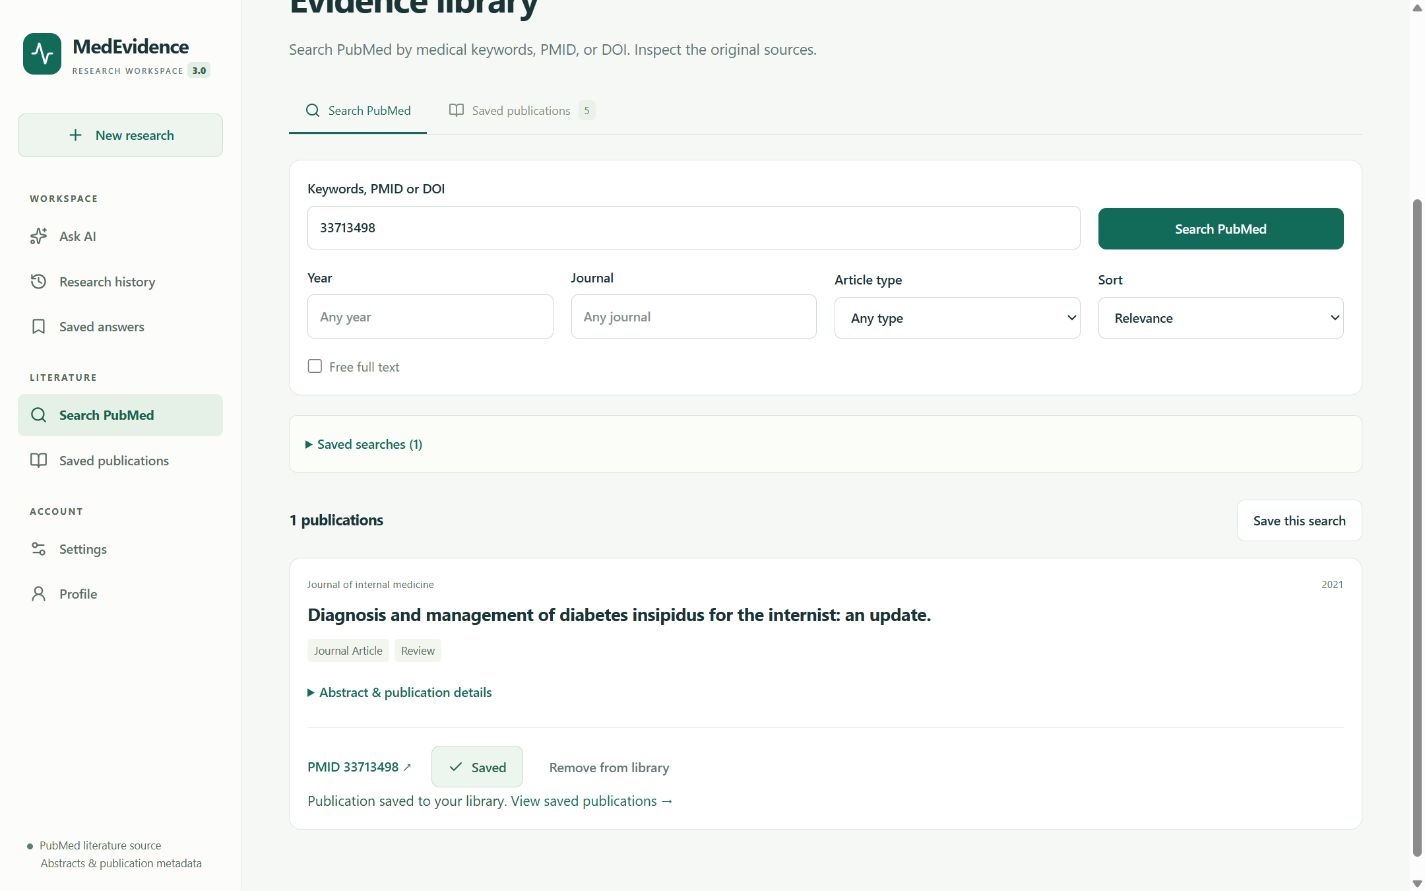 MedEvidence
RESEARCH WORKSPACE 3.0
New research
WORKSPACE
Ask AI
Research history
Saved answers
LITERATURE
Search PubMed
Saved publications
ACCOUNT
Settings
Profile
PubMed literature source
Abstracts & publication metadata
Evidence library
Search PubMed by medical keywords, PMID, or DOI. Inspect the original sources.
Search PubMed
Saved publications 5
Keywords, PMID or DOI
33713498
Search PubMed
Year
Journal
Article type
Sort
Any year
Any journal
Any type
Relevance
Free full text
Saved searches (1)
1 publications
Save this search
Journal of internal medicine
2021
Diagnosis and management of diabetes insipidus for the internist: an update.
Journal Article
Review
Abstract & publication details
PMID 33713498 ↗
Saved
Remove from library
Publication saved to your library. View saved publications →